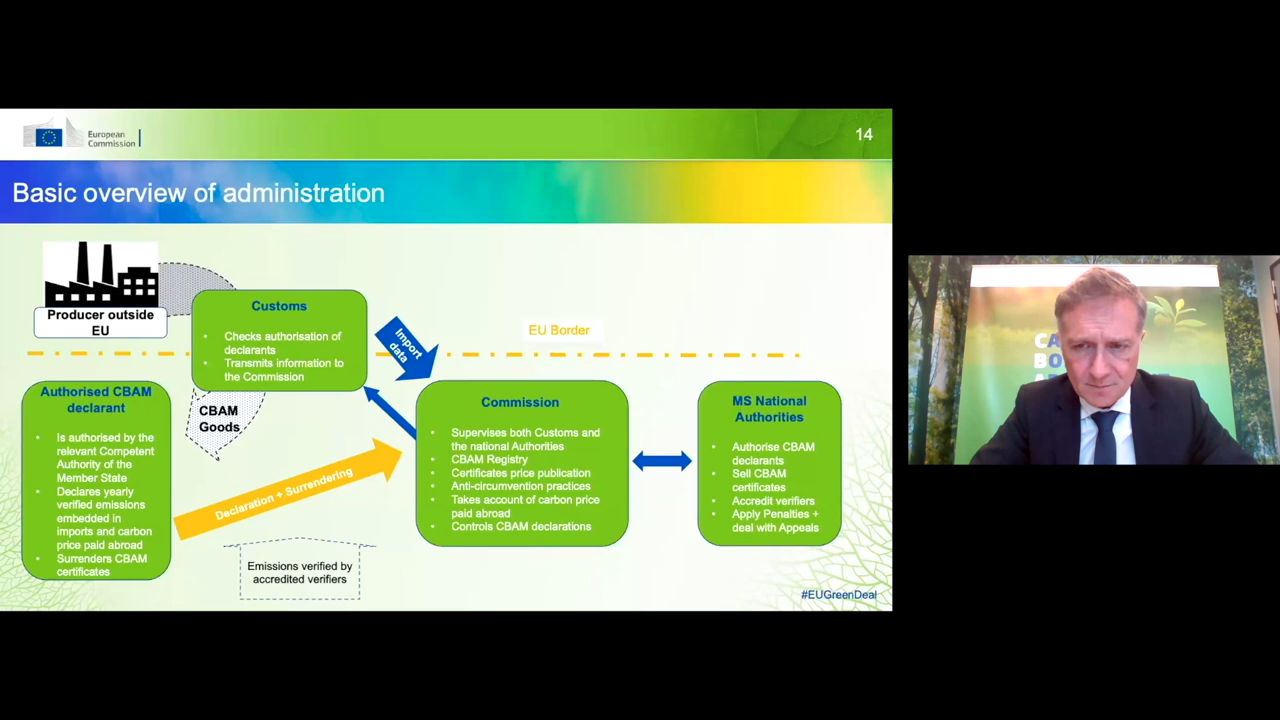 European
Commission
14
Basic overview of administration
Producer outside
EU
Customs
• Checks authorisation of
declarants
• Transmits information to
the Commission
Import
data
EU Border
Authorised CBAM
declarant
• Is authorised by the
relevant Competent
Authority of the
Member State
• Declares yearly
verified emissions
embedded in
imports and carbon
price paid abroad
• Surrenders CBAM
certificates
CBAM
Goods
Declaration + Surrendering
Emissions verified by
accredited verifiers
Commission
• Supervises both Customs and
the national Authorities
• CBAM Registry
• Certificates price publication
• Anti-circumvention practices
• Takes account of carbon price
paid abroad
• Controls CBAM declarations
MS National
Authorities
• Authorise CBAM
declarants
• Sell CBAM
certificates
• Accredit verifiers
• Apply Penalties +
deal with Appeals
#EUGreenDeal